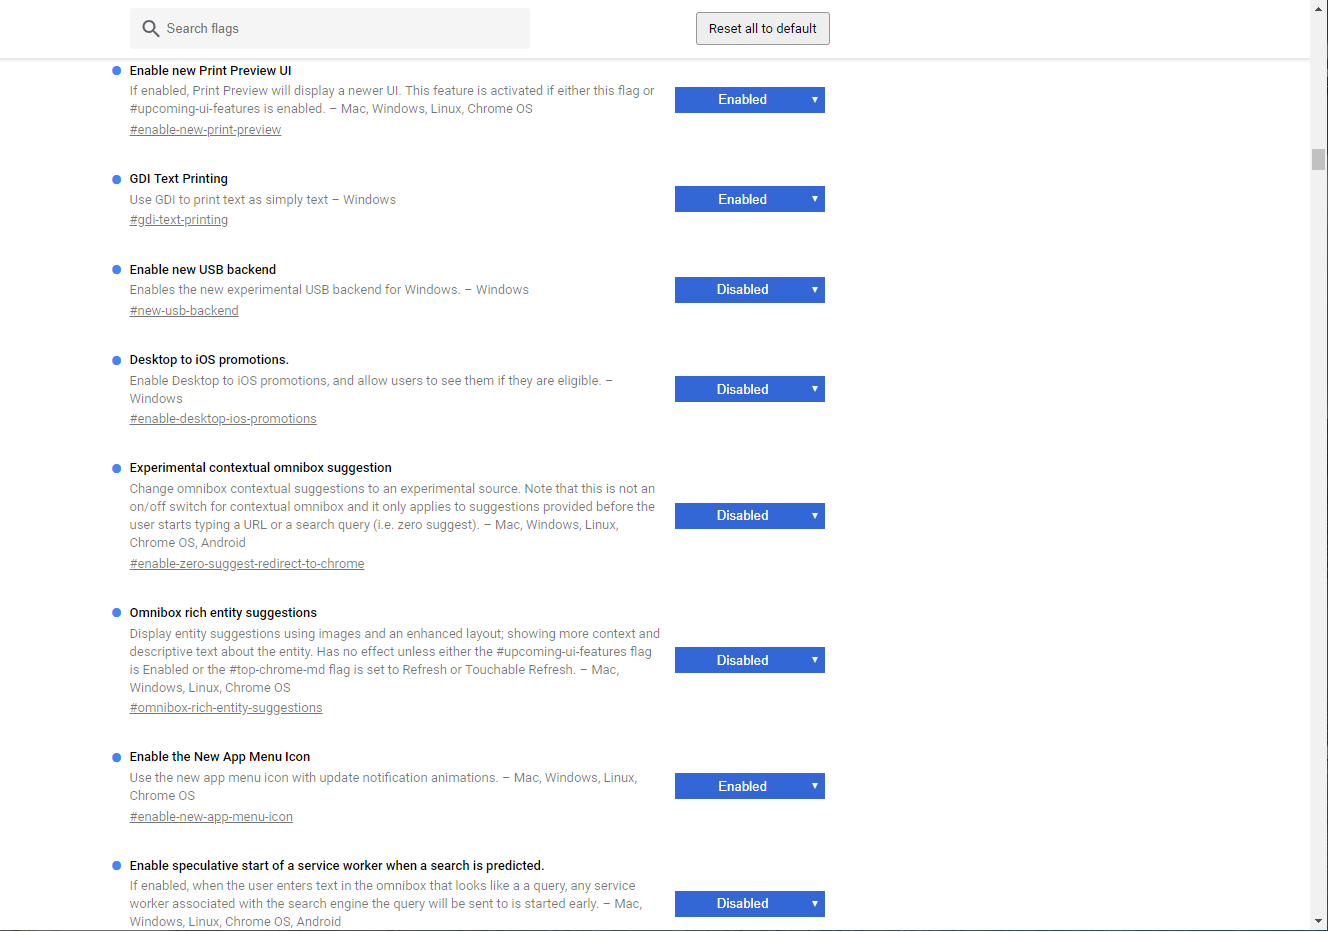 Search flags
Reset all to default
Enable new Print Preview UI
If enabled, Print Preview will display a newer UI. This feature is activated if either this flag or
#upcoming-ui-features is enabled. – Mac, Windows, Linux, Chrome OS
#enable-new-print-preview
Enabled
GDI Text Printing
Use GDI to print text as simply text – Windows
#gdi-text-printing
Enabled
Enable new USB backend
Enables the new experimental USB backend for Windows. – Windows
#new-usb-backend
Disabled
Desktop to iOS promotions.
Enable Desktop to iOS promotions, and allow users to see them if they are eligible. –
Windows
#enable-desktop-ios-promotions
Disabled
Experimental contextual omnibox suggestion
Change omnibox contextual suggestions to an experimental source. Note that this is not an
on/off switch for contextual omnibox and it only applies to suggestions provided before the
user starts typing a URL or a search query (i.e. zero suggest). – Mac, Windows, Linux,
Chrome OS, Android
#enable-zero-suggest-redirect-to-chrome
Disabled
Omnibox rich entity suggestions
Display entity suggestions using images and an enhanced layout; showing more context and
descriptive text about the entity. Has no effect unless either the #upcoming-ui-features flag
is Enabled or the #top-chrome-md flag is set to Refresh or Touchable Refresh. – Mac,
Windows, Linux, Chrome OS
#omnibox-rich-entity-suggestions
Disabled
Enable the New App Menu Icon
Use the new app menu icon with update notification animations. – Mac, Windows, Linux,
Chrome OS
#enable-new-app-menu-icon
Enabled
Enable speculative start of a service worker when a search is predicted.
If enabled, when the user enters text in the omnibox that looks like a a query, any service
worker associated with the search engine the query will be sent to is started early. – Mac,
Windows, Linux, Chrome OS, Android
Disabled